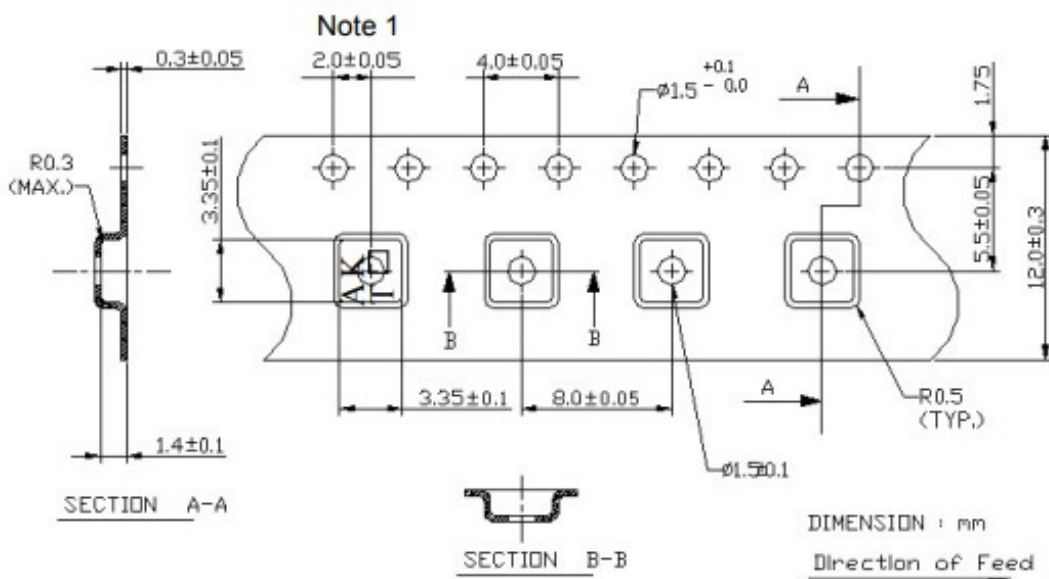 Note 1
0.3±0.05
2.0±0.05
4.0±0.05
Ø1.5 +0.1 - 0.0
A
1.75
R0.3
(MAX.)
3.35±0.1
5.5±0.05
12.0±0.3
A K
I
B
B
3.35±0.1
8.0±0.05
A
R0.5
(TYP.)
1.4±0.1
Ø1.5±0.1
SECTION A-A
SECTION B-B
DIMENSION : mm
Direction of Feed